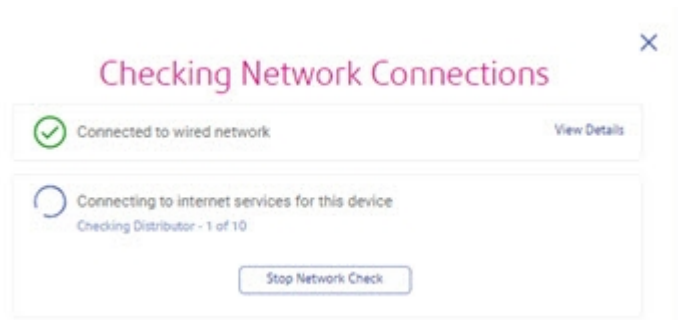 Checking Network Connections
Connected to wired network View Details
Connecting to internet services for this device
Checking Distributor - 1 of 10
Stop Network Check